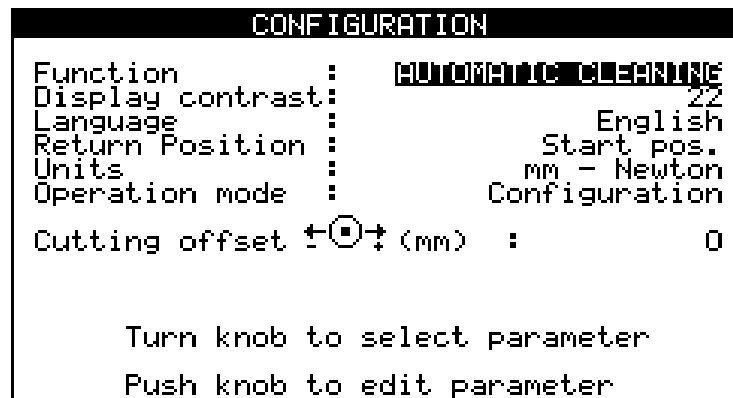 CONFIGURATION
Function : AUTOMATIC CLEANING
Display contrast: 22
Language : English
Return Position : Start pos.
Units : mm - Newton
Operation mode : Configuration
Cutting offset (mm) : 0
Turn knob to select parameter
Push knob to edit parameter